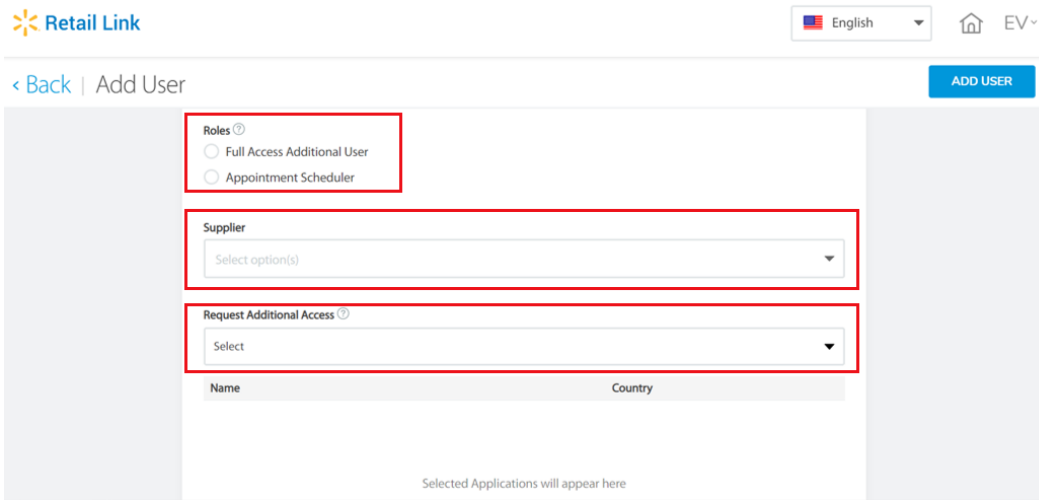 Retail Link
English
EV
< Back | Add User
ADD USER
Roles ?
Full Access Additional User
Appointment Scheduler
Supplier
Select option(s)
Request Additional Access ?
Select
Name Country
Selected Applications will appear here